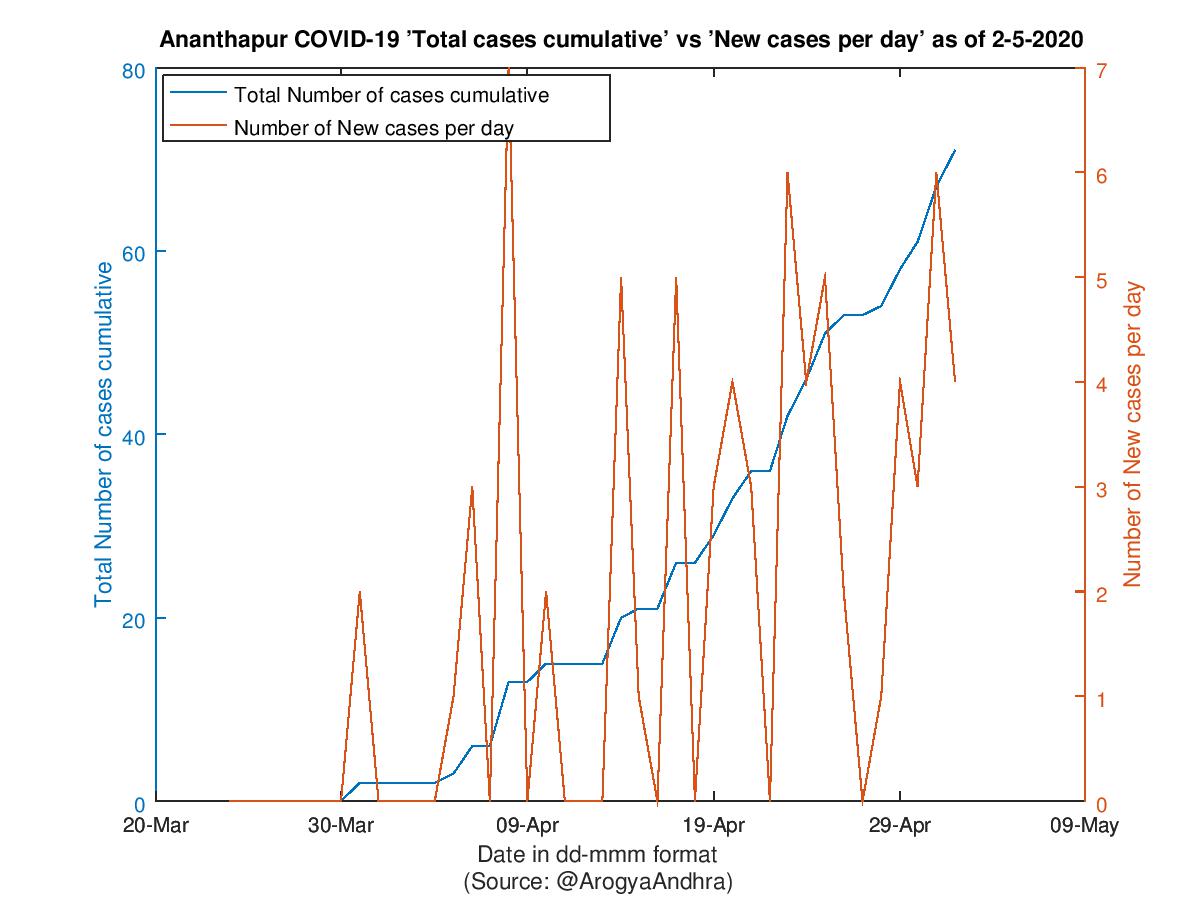 Ananthapur COVID-19 ’Total cases cumulative’ vs ’New cases per day’ as of 2-5-2020
Total Number of cases cumulative
Number of New cases per day
80
60
40
20
0
Total Number of cases cumulative
7
6
5
4
3
2
1
0
Number of New cases per day
20-Mar 30-Mar 09-Apr 19-Apr 29-Apr 09-May
Date in dd-mmm format
(Source: @ArogyaAndhra)